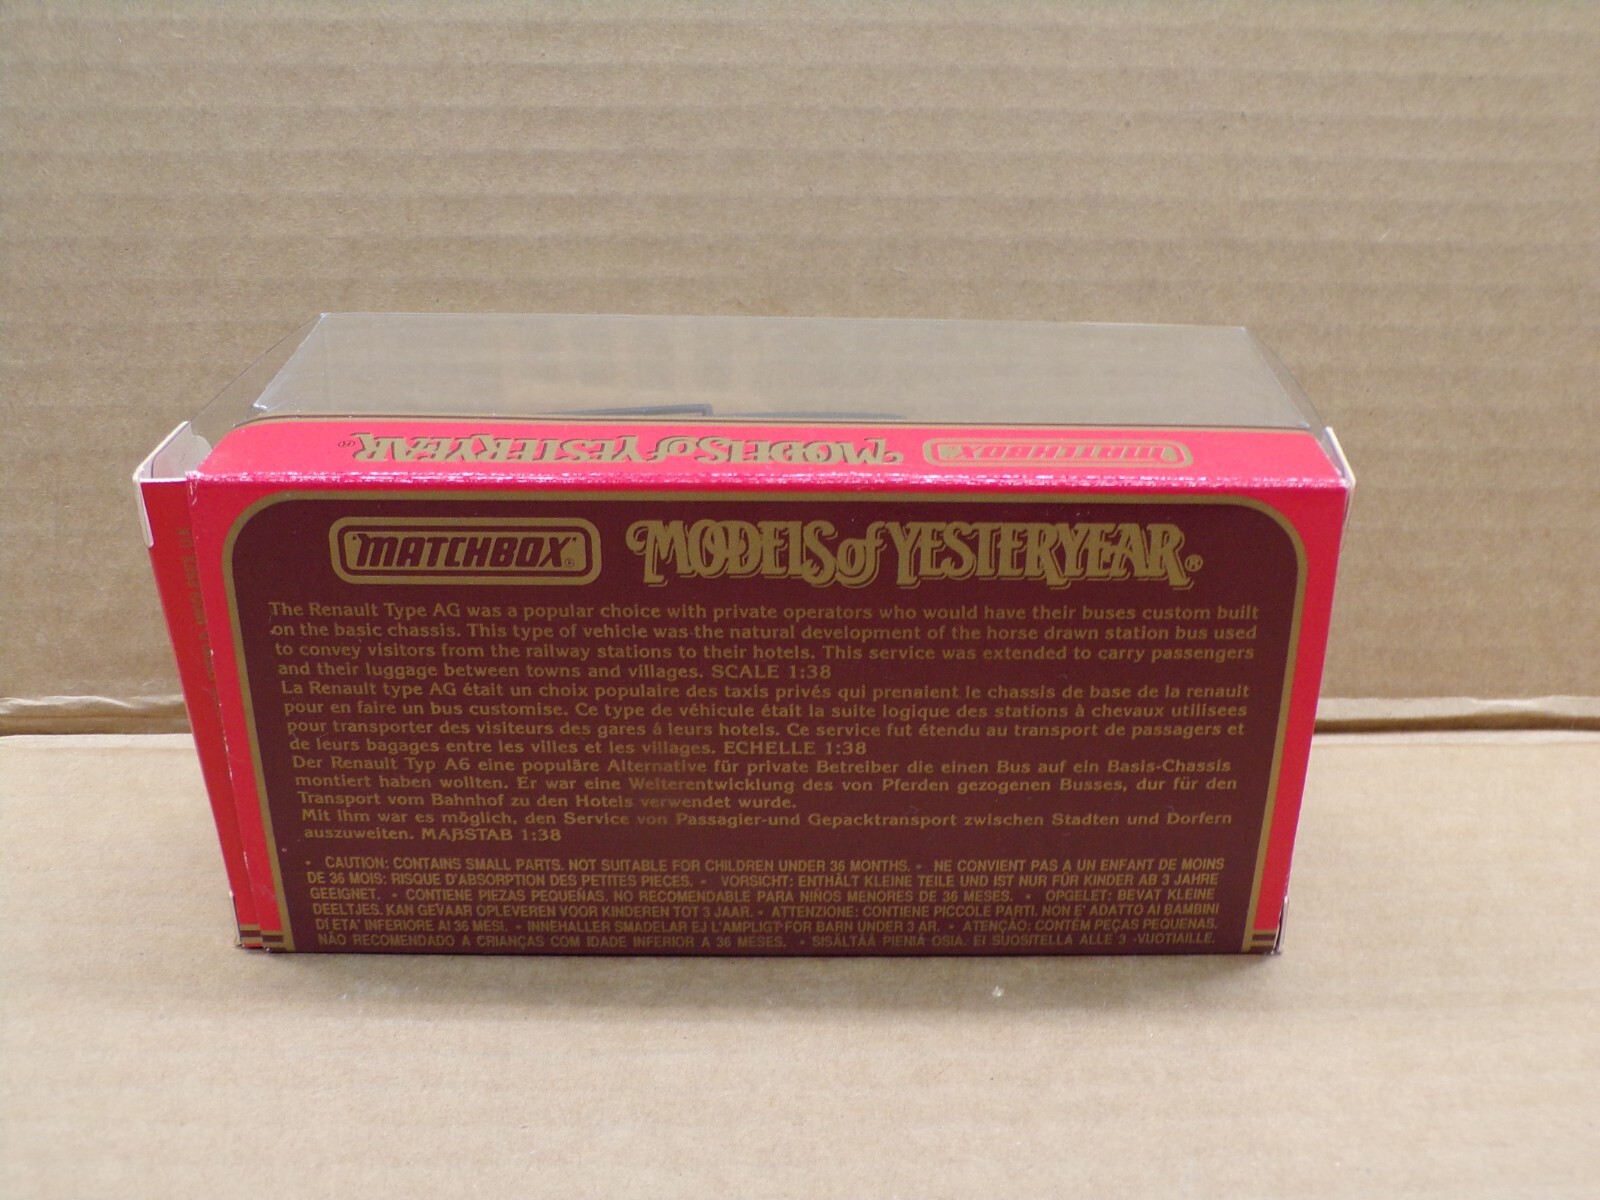 MATCHBOX® MODELS of YESTERYEAR®
MATCHBOX® MODELS of YESTERYEAR®
The Renault Type AG was a popular choice with private operators who would have their buses custom built
on the basic chassis. This type of vehicle was the natural development of the horse drawn station bus used
to convey visitors from the railway stations to their hotels. This service was extended to carry passengers
and their luggage between towns and villages. SCALE 1:38
La Renault type AG était un choix populaire des taxis privés qui prenaient le chassis de base de la renault
pour en faire un bus customise. Ce type de véhicule était la suite logique des stations à chevaux utilisees
pour transporter des visiteurs des gares á leurs hotels. Ce service fut étendu au transport de passagers et
de leurs bagages entre les villes et les villages. ECHELLE 1:38
Der Renault Typ A6 eine populäre Alternative für private Betreiber die einen Bus auf ein Basis-Chassis
montiert haben wollten. Er war eine Weiterentwicklung des von Pferden gezogenen Busses, dur für den
Transport vom Bahnhof zu den Hotels verwendet wurde.
Mit ihm war es möglich, den Service von Passagier-und Gepacktransport zwischen Stadten und Dorfern
auszuweiten. MAßSTAB 1:38
• CAUTION: CONTAINS SMALL PARTS. NOT SUITABLE FOR CHILDREN UNDER 36 MONTHS. • NE CONVIENT PAS A UN ENFANT DE MOINS
DE 36 MOIS: RISQUE D'ABSORPTION DES PETITES PIECES. • VORSICHT: ENTHÄLT KLEINE TEILE UND IST NUR FÜR KINDER AB 3 JAHRE
GEEIGNET. • CONTIENE PIEZAS PEQUEÑAS, NO RECOMENDABLE PARA NIÑOS MENORES DE 36 MESES. • OPGELET: BEVAT KLEINE
DEELTJES. KAN GEVAAR OPLEVEREN VOOR KINDEREN TOT 3 JAAR. • ATTENZIONE: CONTIENE PICCOLE PARTI. NON E' ADATTO AI BAMBINI
DI ETA' INFERIORE AI 36 MESI. • INNEHALLER SMADELAR EJ LAMPLIGT FOR BARN UNDER 3 AR. • ATENÇÃO: CONTÉM PEÇAS PEQUENAS.
NÃO RECOMENDADO A CRIANÇAS COM IDADE INFERIOR A 36 MESES. • SISÄLTÄÄ PIENIÄ OSIA. EI SUOSITELLA ALLE 3 -VUOTIAILLE.